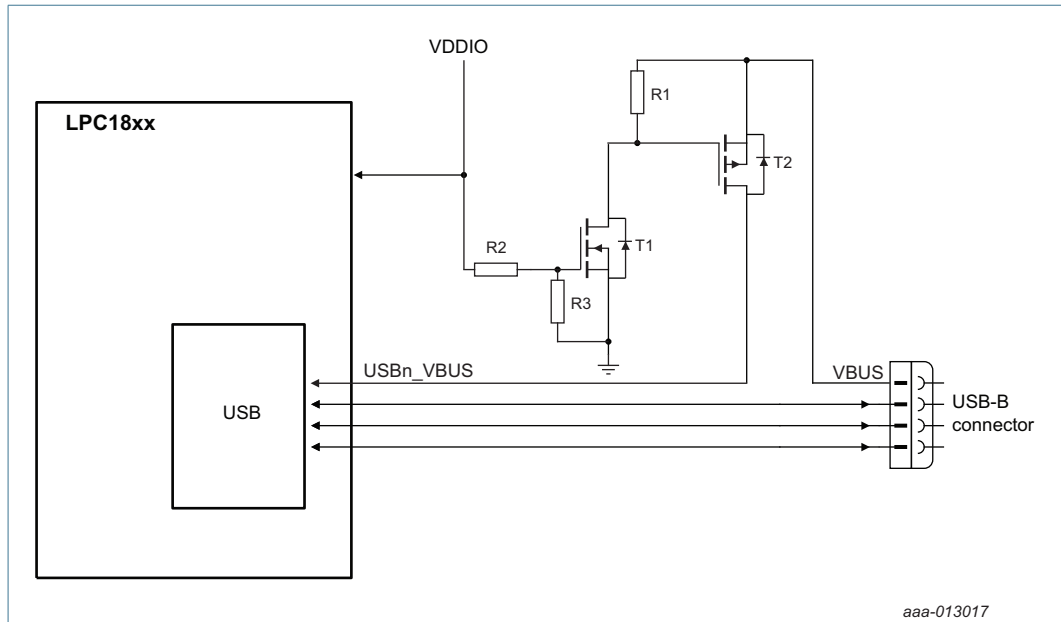 VDDIO
LPC18xx
R1
T2
R2
T1
R3
USBn_VBUS
VBUS
USB
USB-B
connector
aaa-013017